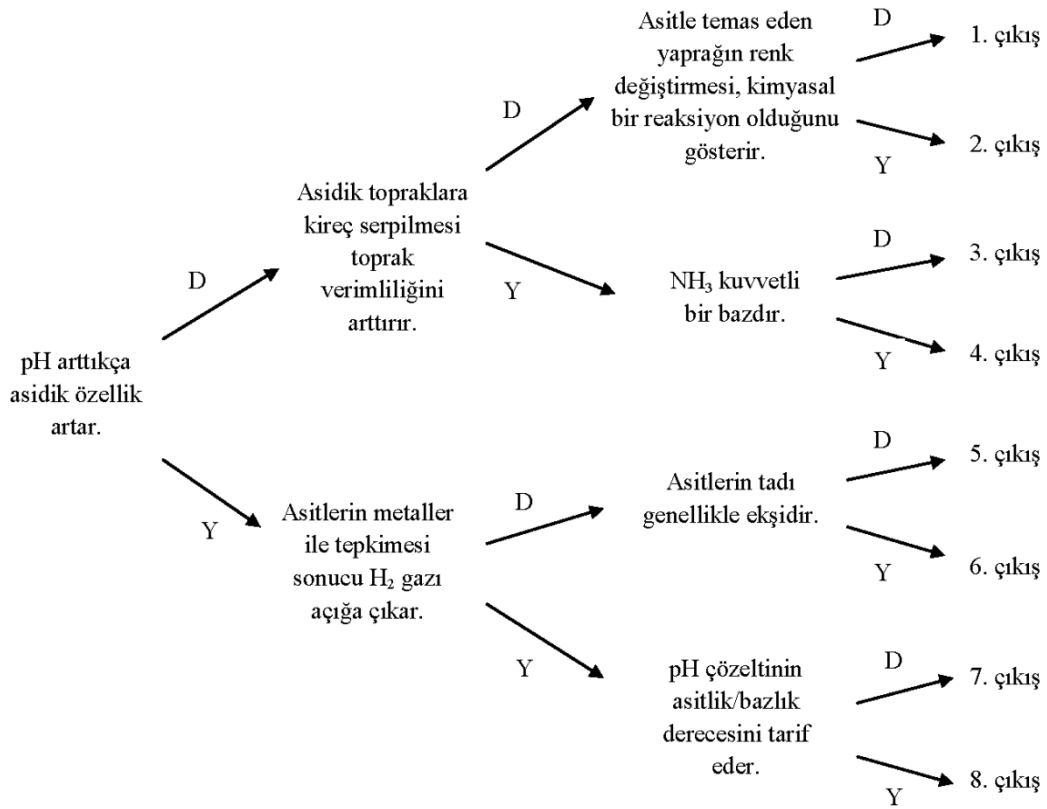 pH arttıkça
asidik özellik
artar.
D
Y
Asidik topraklara
kireç serpilmesi
toprak
verimliliğini
arttırır.
D
Y
Asitlerin metaller
ile tepkimesi
sonucu H₂ gazı
açığa çıkar.
D
Y
Asitle temas eden
yaprağın renk
değiştirmesi, kimyasal
bir reaksiyon olduğunu
gösterir.
D
1. çıkış
Y
2. çıkış
NH₃ kuvvetli
bir bazdır.
D
3. çıkış
Y
4. çıkış
Asitlerin tadı
genellikle ekşidir.
D
5. çıkış
Y
6. çıkış
pH çözeltinin
asitlik/bazlık
derecesini tarif
eder.
D
7. çıkış
Y
8. çıkış